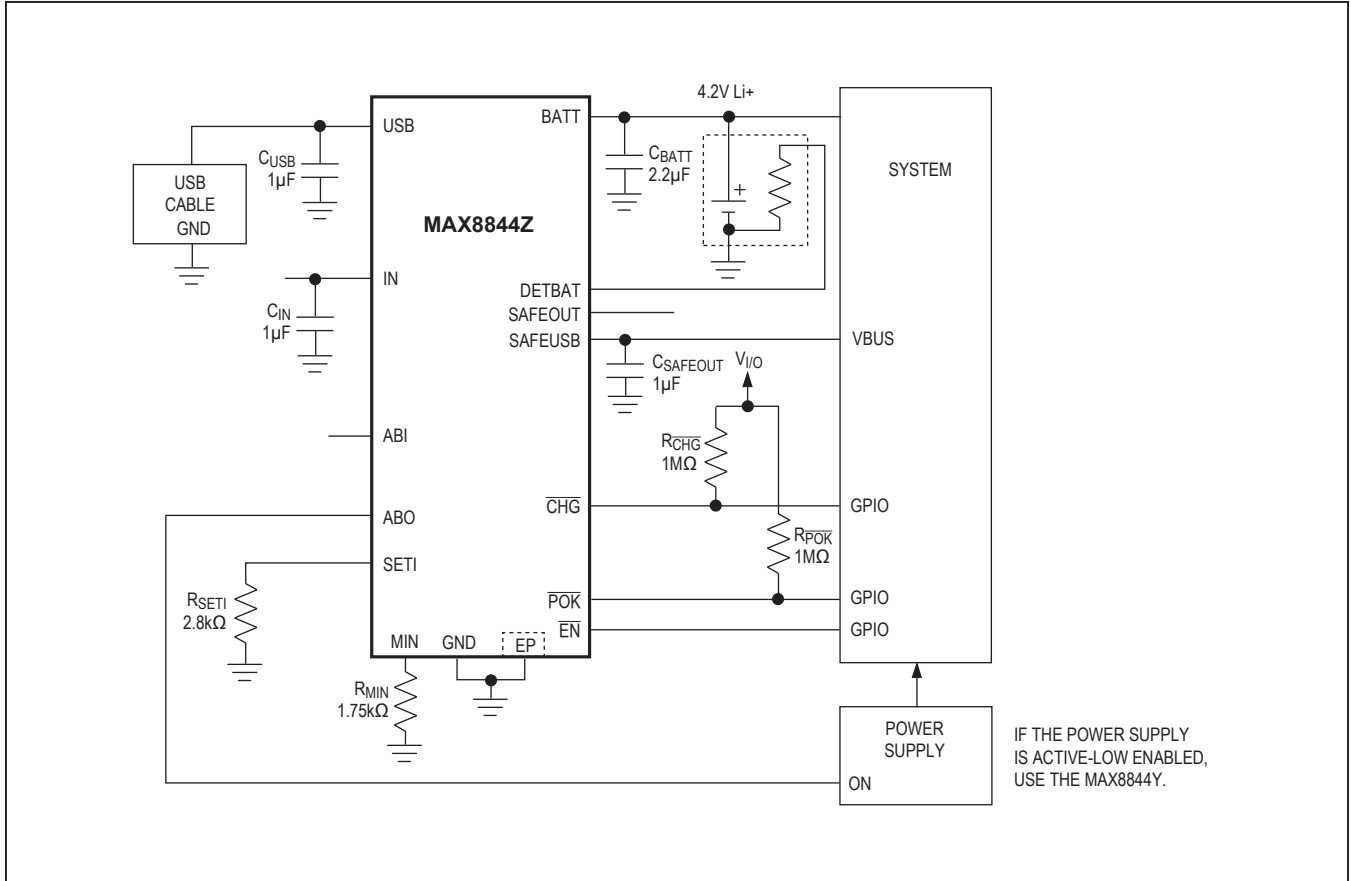 4.2V Li+
USB
BATT
CUSB
1µF
CBATT
2.2µF
SYSTEM
USB
CABLE
GND
MAX8844Z
+
IN
DETBAT
CIN
1µF
SAFEOUT
SAFEUSB
VBUS
CSAFEOUT
1µF
VI/O
ABI
RCHG
1MΩ
ABO
CHG
GPIO
SETI
RPOK
1MΩ
RSETI
2.8kΩ
POK
GPIO
EN
GPIO
MIN
GND
EP
RMIN
1.75kΩ
POWER
SUPPLY
ON
IF THE POWER SUPPLY
IS ACTIVE-LOW ENABLED,
USE THE MAX8844Y.